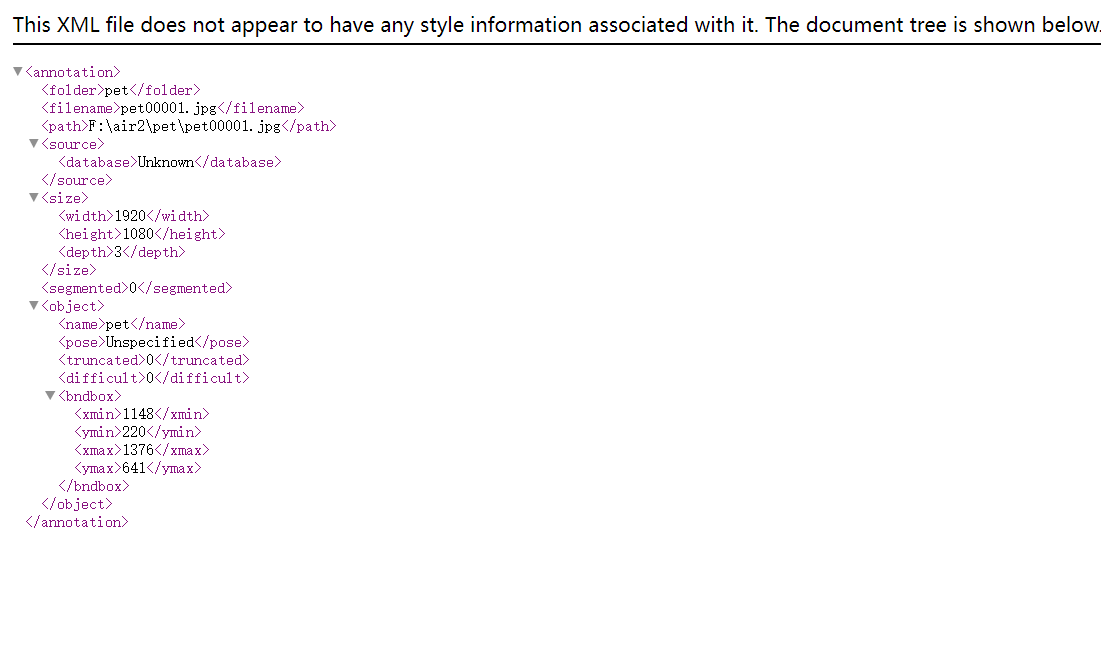 This XML file does not appear to have any style information associated with it. The document tree is shown below.
▼<annotation>
<folder>pet</folder>
<filename>pet00001.jpg</filename>
<path>F:\air2\pet\pet00001.jpg</path>
▼<source>
<database>Unknown</database>
</source>
▼<size>
<width>1920</width>
<height>1080</height>
<depth>3</depth>
</size>
<segmented>0</segmented>
▼<object>
<name>pet</name>
<pose>Unspecified</pose>
<truncated>0</truncated>
<difficult>0</difficult>
▼<bndbox>
<xmin>1148</xmin>
<ymin>220</ymin>
<xmax>1376</xmax>
<ymax>641</ymax>
</bndbox>
</object>
</annotation>